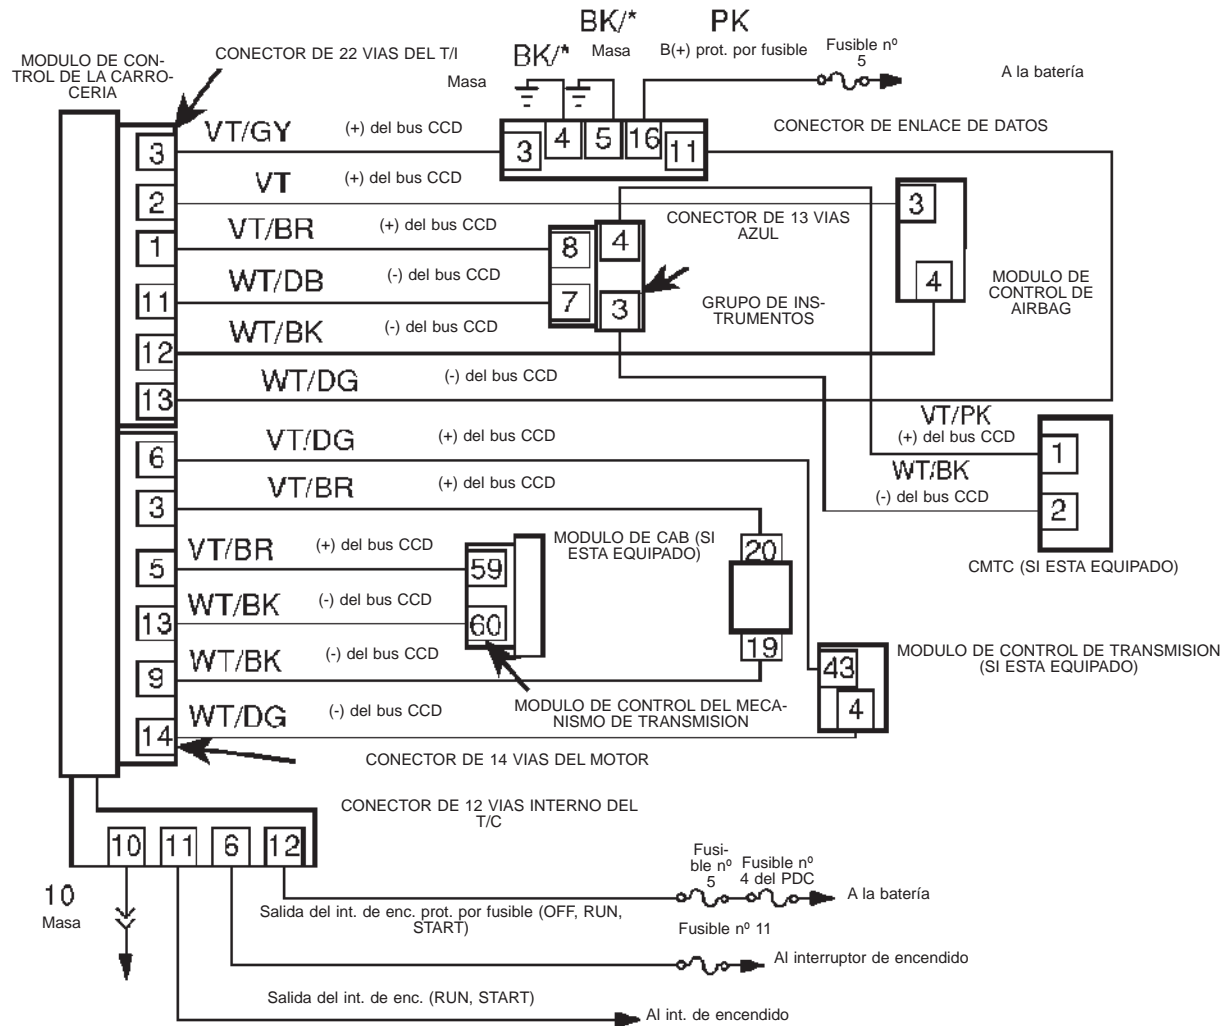 BK/*
PK
MODULO DE CON-
TROL DE LA CARRO-
CERIA
CONECTOR DE 22 VIAS DEL T/I
BK/*
Masa
Masa
B(+) prot. por fusible
Fusible nº
5
A la batería
VT/GY
(+) del bus CCD
3
3
4
5
16
11
CONECTOR DE ENLACE DE DATOS
VT
(+) del bus CCD
2
3
VT/BR
(+) del bus CCD
1
8
4
CONECTOR DE 13 VIAS
AZUL
WT/DB
(-) del bus CCD
11
7
3
GRUPO DE INS-
TRUMENTOS
4
MODULO DE
CONTROL DE
AIRBAG
WT/BK
(-) del bus CCD
12
WT/DG
(-) del bus CCD
13
VT/PK
(+) del bus CCD
1
WT/BK
(-) del bus CCD
2
CMTC (SI ESTA EQUIPADO)
VT/DG
(+) del bus CCD
6
VT/BR
(+) del bus CCD
3
MODULO DE CAB (SI
ESTA EQUIPADO)
20
19
VT/BR
(+) del bus CCD
5
59
WT/BK
(-) del bus CCD
13
60
WT/BK
(-) del bus CCD
9
MODULO DE CONTROL DEL MECA-
NISMO DE TRANSMISION
43
4
MODULO DE CONTROL DE TRANSMISION
(SI ESTA EQUIPADO)
WT/DG
(-) del bus CCD
14
CONECTOR DE 14 VIAS DEL MOTOR
CONECTOR DE 12 VIAS INTERNO DEL
T/C
10
11
6
12
10
Masa
Fusi-
ble nº
5
Fusible nº
4 del PDC
A la batería
Salida del int. de enc. prot. por fusible (OFF, RUN,
START)
Fusible nº 11
Al interruptor de encendido
Salida del int. de enc. (RUN, START)
Al int. de encendido